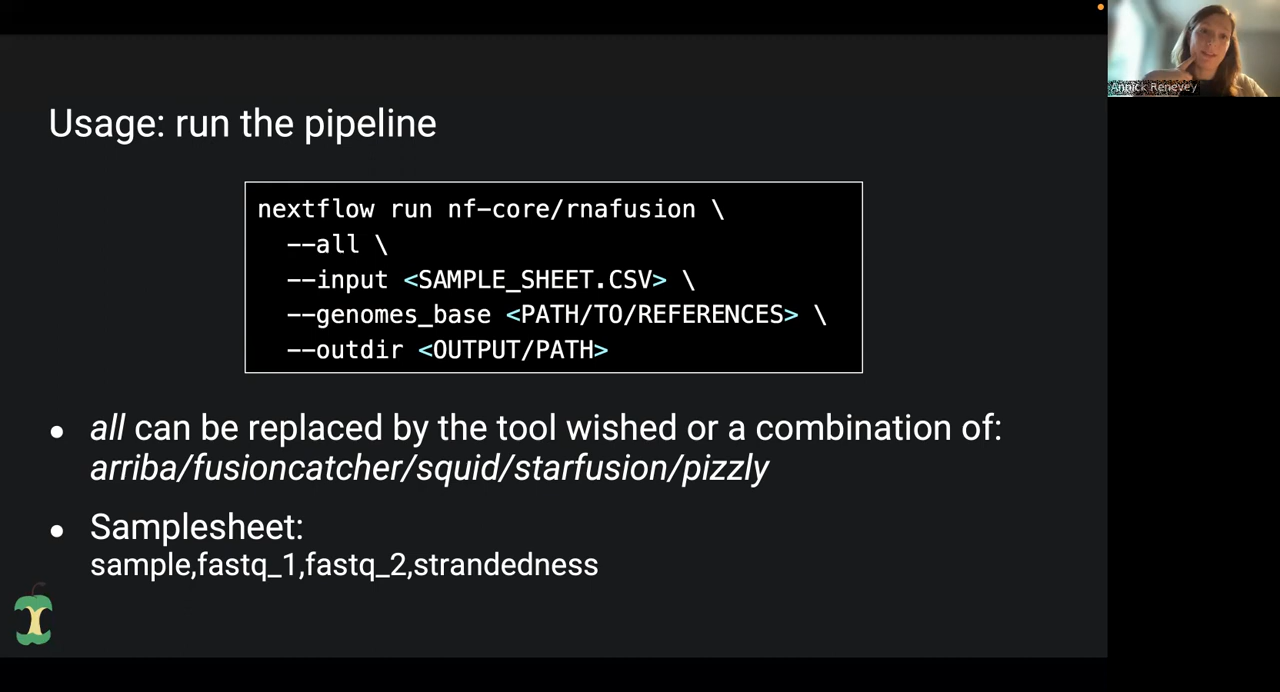 Annick Renevey
Usage: run the pipeline
nextflow run nf-core/rnafusion \
--all \
--input <SAMPLE_SHEET.CSV> \
--genomes_base <PATH/TO/REFERENCES> \
--outdir <OUTPUT/PATH>
● all can be replaced by the tool wished or a combination of:
arriba/fusioncatcher/squid/starfusion/pizzly
● Samplesheet:
sample,fastq_1,fastq_2,strandedness